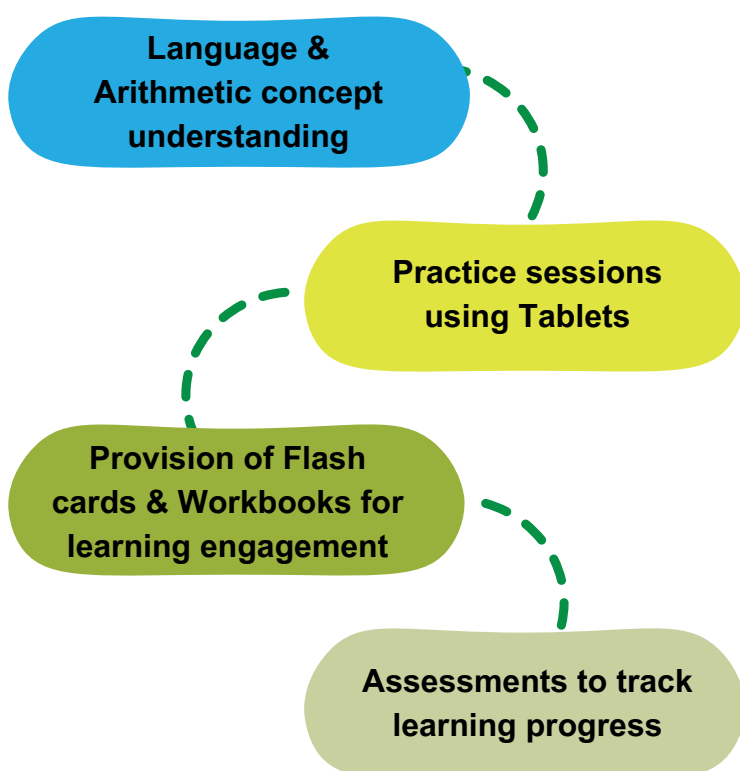 Language &
Arithmetic concept
understanding
Practice sessions
using Tablets
Provision of Flash
cards & Workbooks for
learning engagement
Assessments to track
learning progress